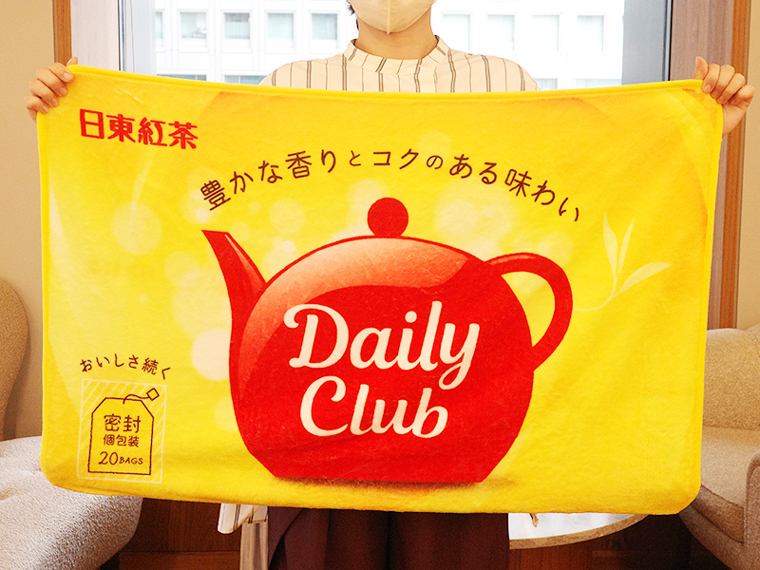 日東紅茶
豊かな香りとコクのある味わい
Daily
Club
おいしさ続く
密封
個包装
20BAGS